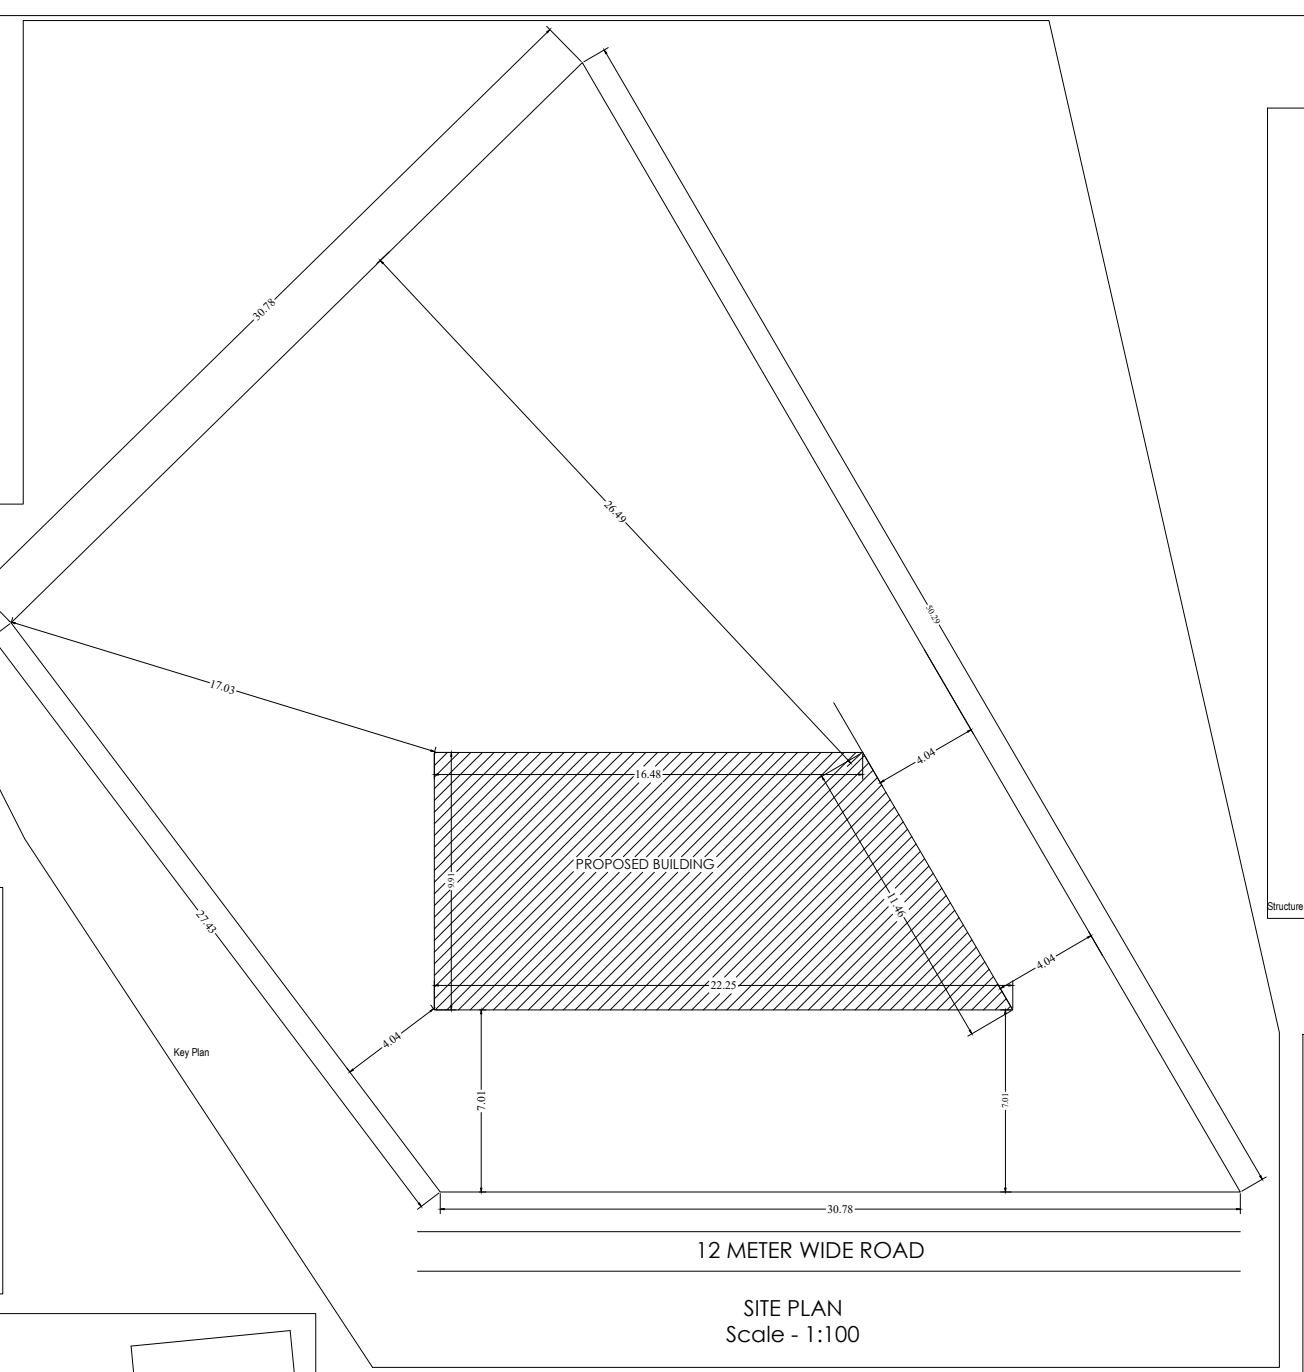 30.78
26.49
50.29
17.03
4.04
16.48
PROPOSED BUILDING
9.91
11.46
Structure
27.43
4.04
22.25
4.04
Key Plan
7.01
7.01
30.78
12 METER WIDE ROAD
SITE PLAN
Scale - 1:100